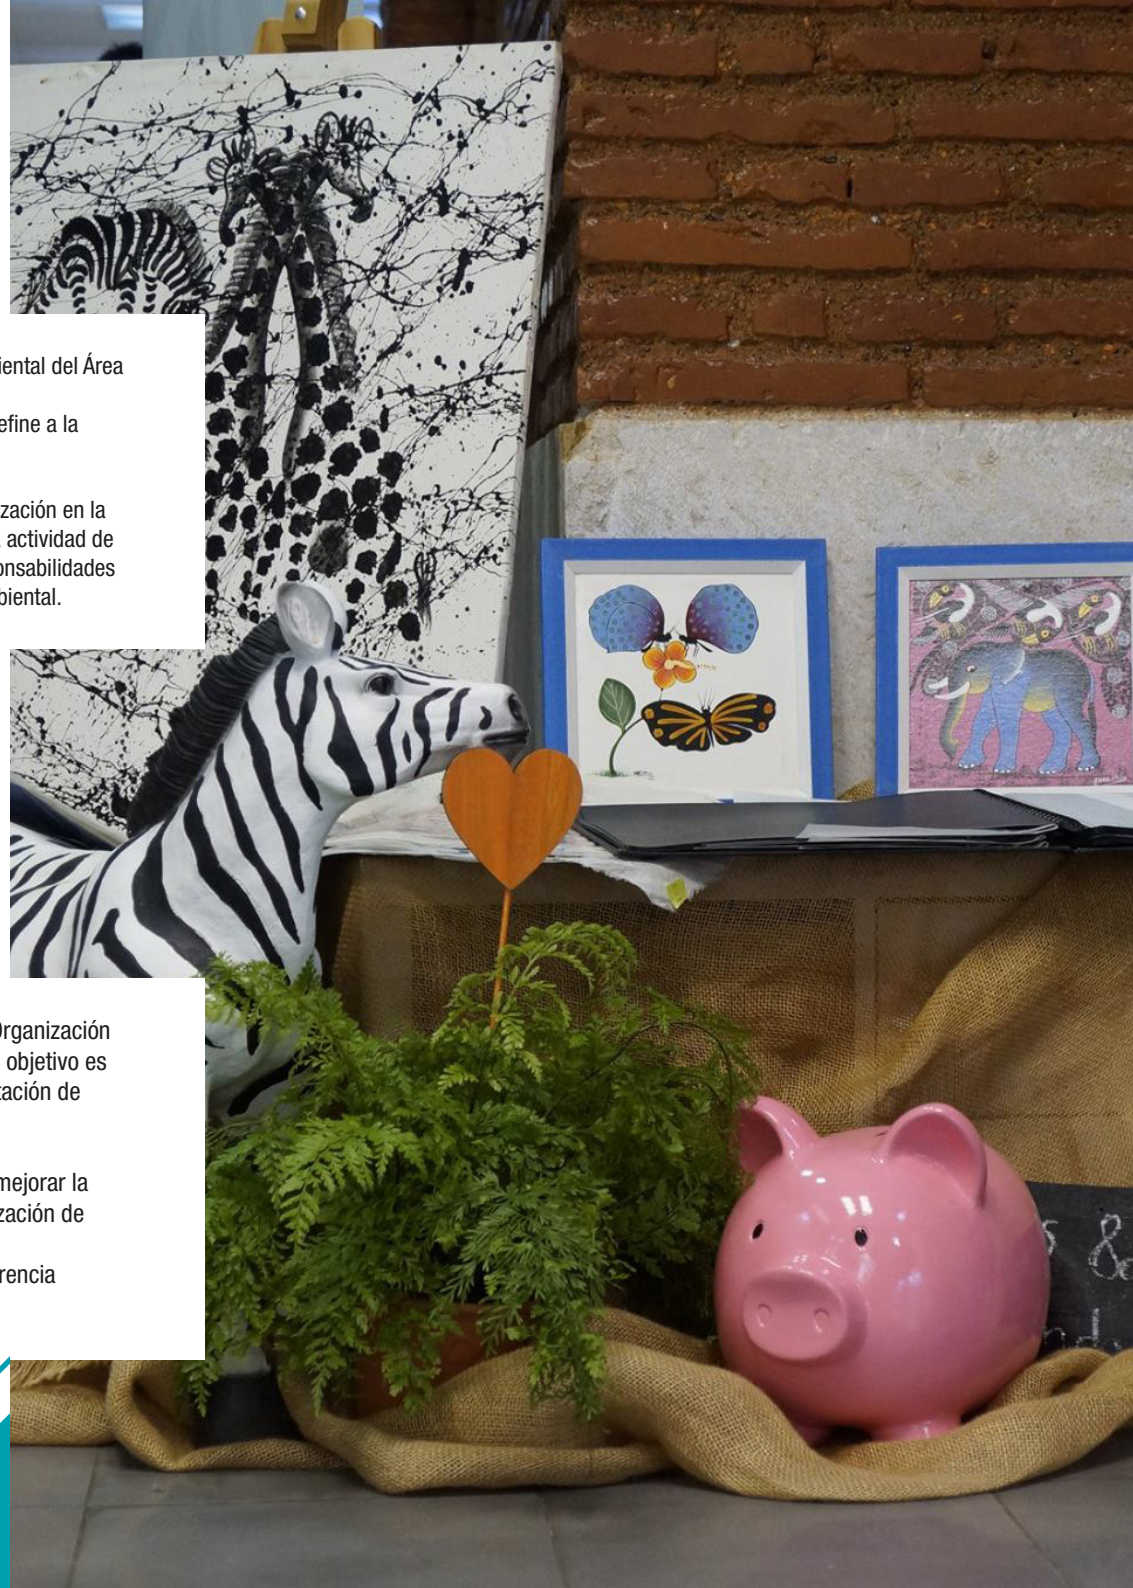 iental del Área
efine a la
zación en la
actividad de
onsabilidades
biental.
Organización
objetivo es
tación de
mejorar la
zación de
rencia
&